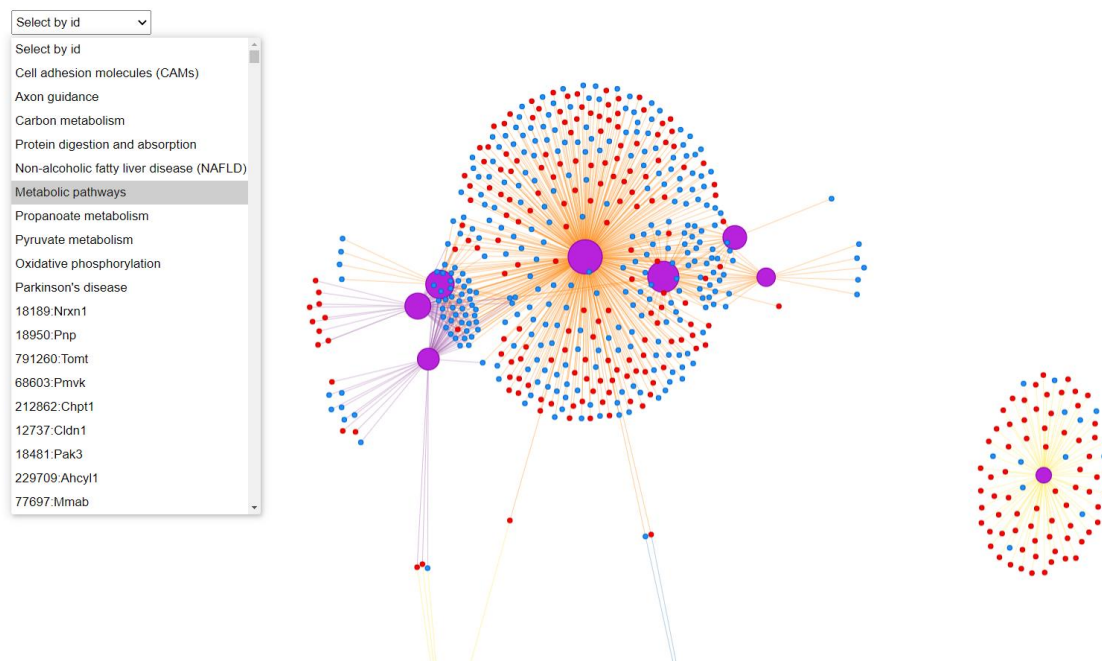 Select by id
Select by id
Cell adhesion molecules (CAMs)
Axon guidance
Carbon metabolism
Protein digestion and absorption
Non-alcoholic fatty liver disease (NAFLD)
Metabolic pathways
Propanoate metabolism
Pyruvate metabolism
Oxidative phosphorylation
Parkinson's disease
18189:Nrxn1
18950:Pnp
791260:Tomt
68603:Pmvk
212862:Chpt1
12737:Cldn1
18481:Pak3
229709:Ahcyl1
77697:Mmab